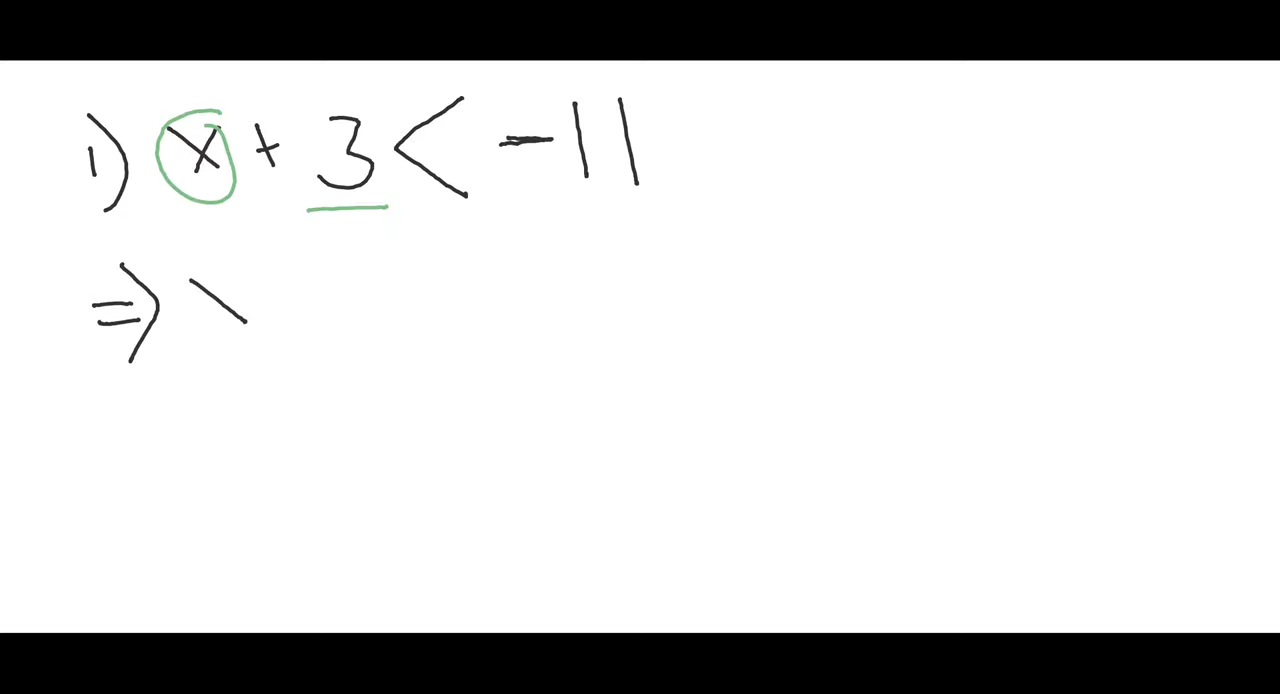 1) x + 3 < - 11
=> \